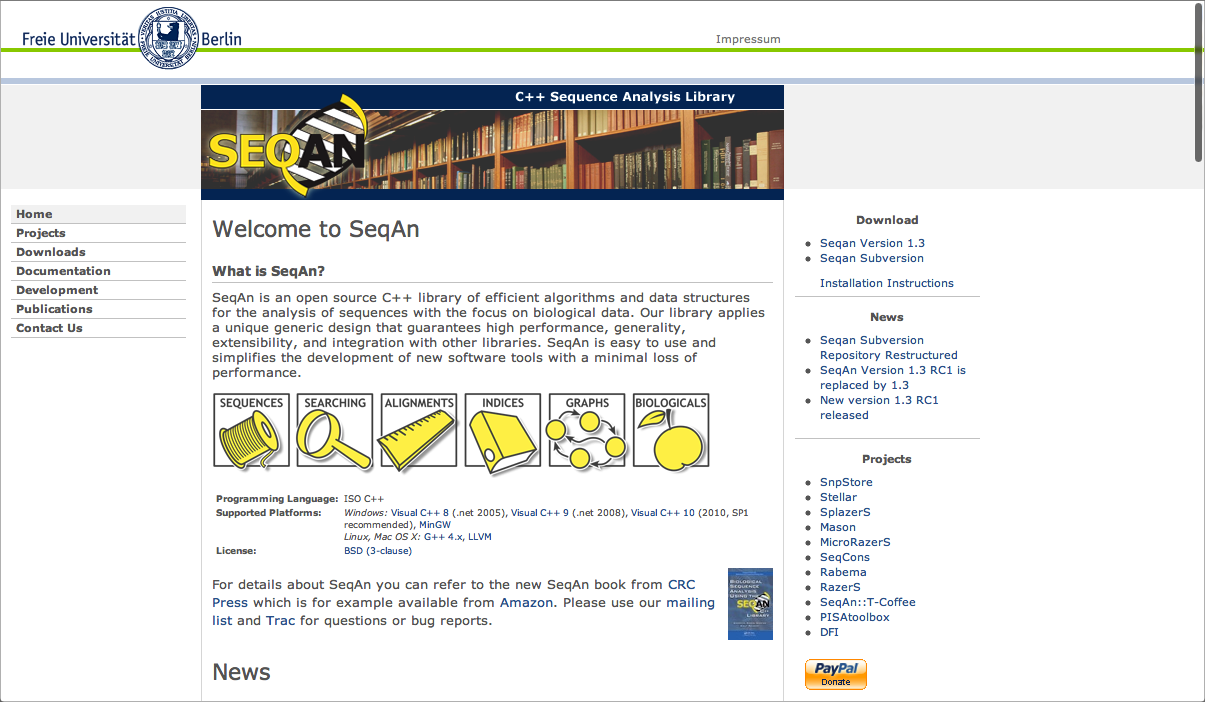 Freie Universität Berlin
Impressum
C++ Sequence Analysis Library
SEQAN
Home
Projects
Downloads
Documentation
Development
Publications
Contact Us
Welcome to SeqAn
What is SeqAn?
SeqAn is an open source C++ library of efficient algorithms and data structures
for the analysis of sequences with the focus on biological data. Our library applies
a unique generic design that guarantees high performance, generality,
extensibility, and integration with other libraries. SeqAn is easy to use and
simplifies the development of new software tools with a minimal loss of
performance.
SEQUENCES SEARCHING ALIGNMENTS INDICES GRAPHS BIOLOGICALS
Programming Language: ISO C++
Supported Platforms: Windows: Visual C++ 8 (.net 2005), Visual C++ 9 (.net 2008), Visual C++ 10 (2010, SP1
recommended), MinGW
Linux, Mac OS X: G++ 4.x, LLVM
License: BSD (3-clause)
For details about SeqAn you can refer to the new SeqAn book from CRC
Press which is for example available from Amazon. Please use our mailing
list and Trac for questions or bug reports.
BIOLOGICAL
SEQUENCE
ANALYSIS
USING THE
SEQAN
C++
LIBRARY
News
Download
Seqan Version 1.3
Seqan Subversion
Installation Instructions
News
Seqan Subversion
Repository Restructured
SeqAn Version 1.3 RC1 is
replaced by 1.3
New version 1.3 RC1
released
Projects
SnpStore
Stellar
SplazerS
Mason
MicroRazerS
SeqCons
Rabema
RazerS
SeqAn::T-Coffee
PISAtoolbox
DFI
PayPal
Donate